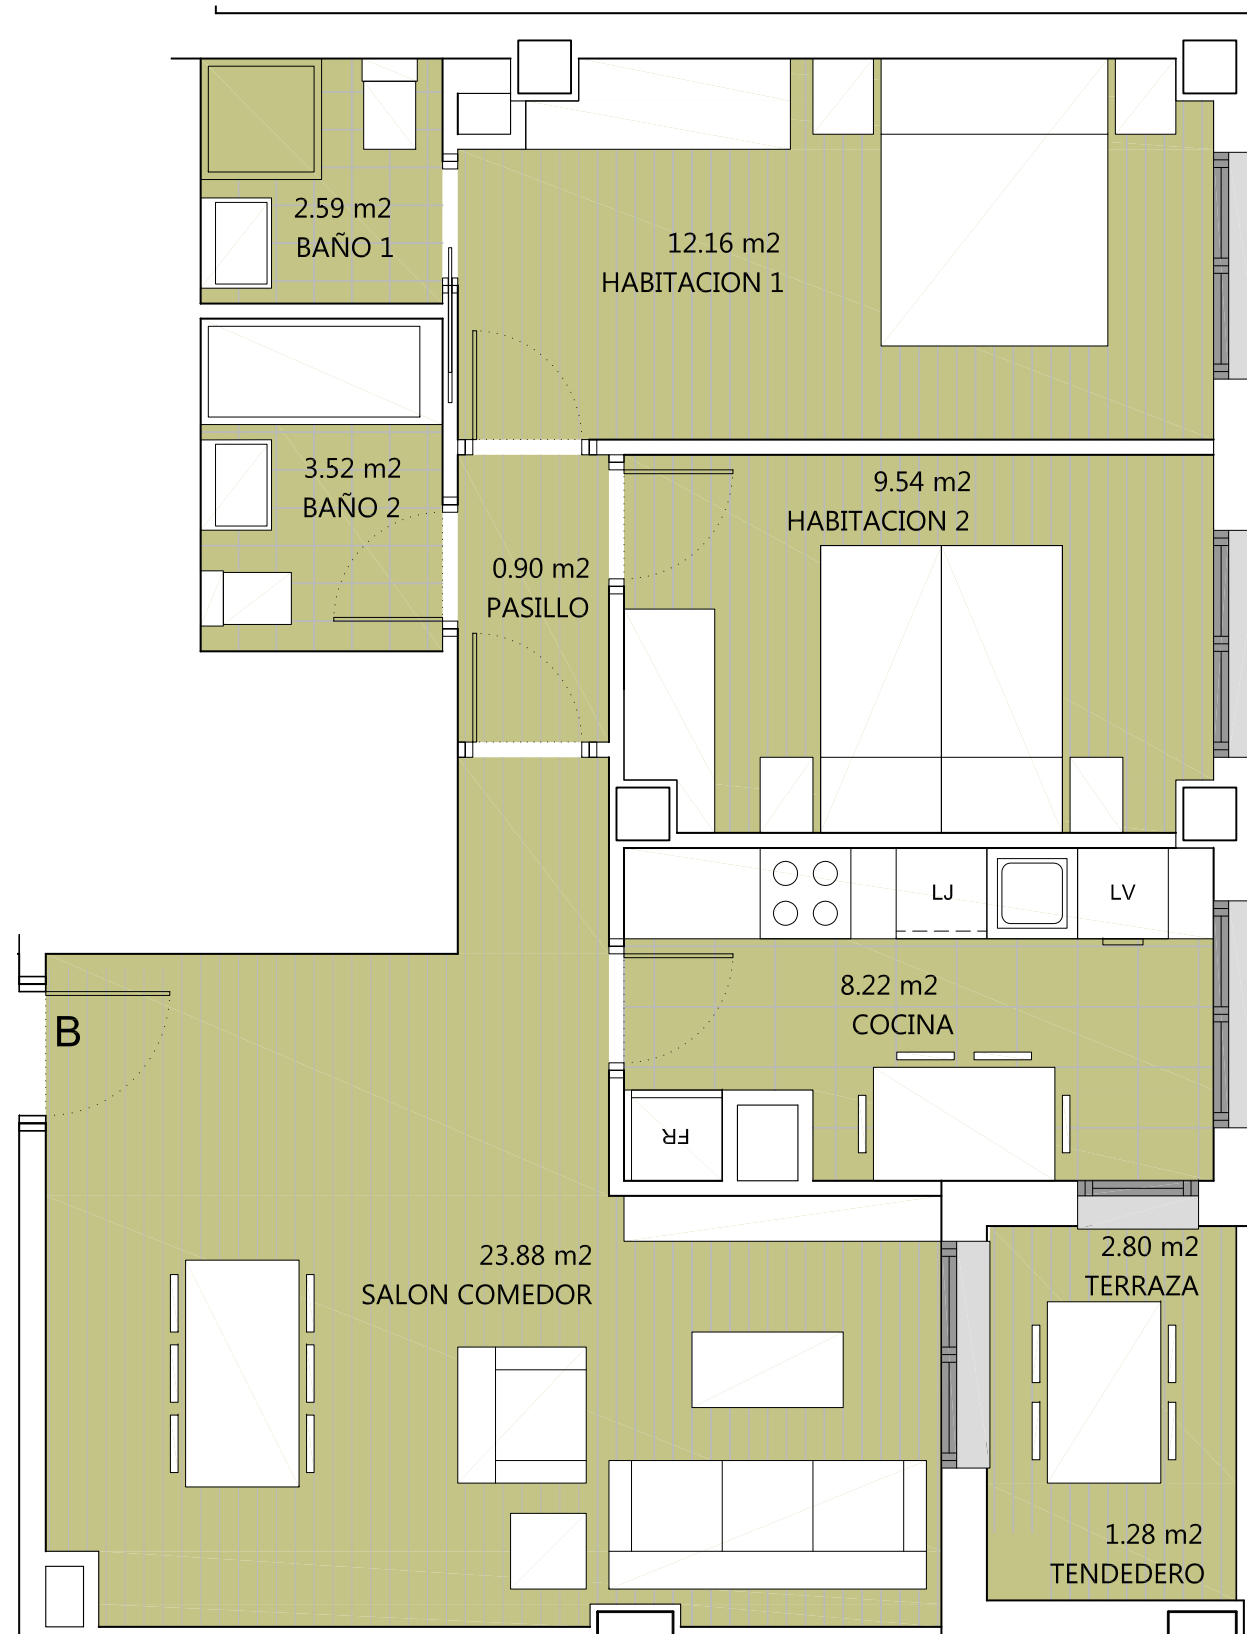 2.59 m2
BAÑO 1
12.16 m2
HABITACION 1
3.52 m2
BAÑO 2
9.54 m2
HABITACION 2
0.90 m2
PASILLO
LJ
LV
8.22 m2
COCINA
B
FR
23.88 m2
SALON COMEDOR
2.80 m2
TERRAZA
1.28 m2
TENDEDERO